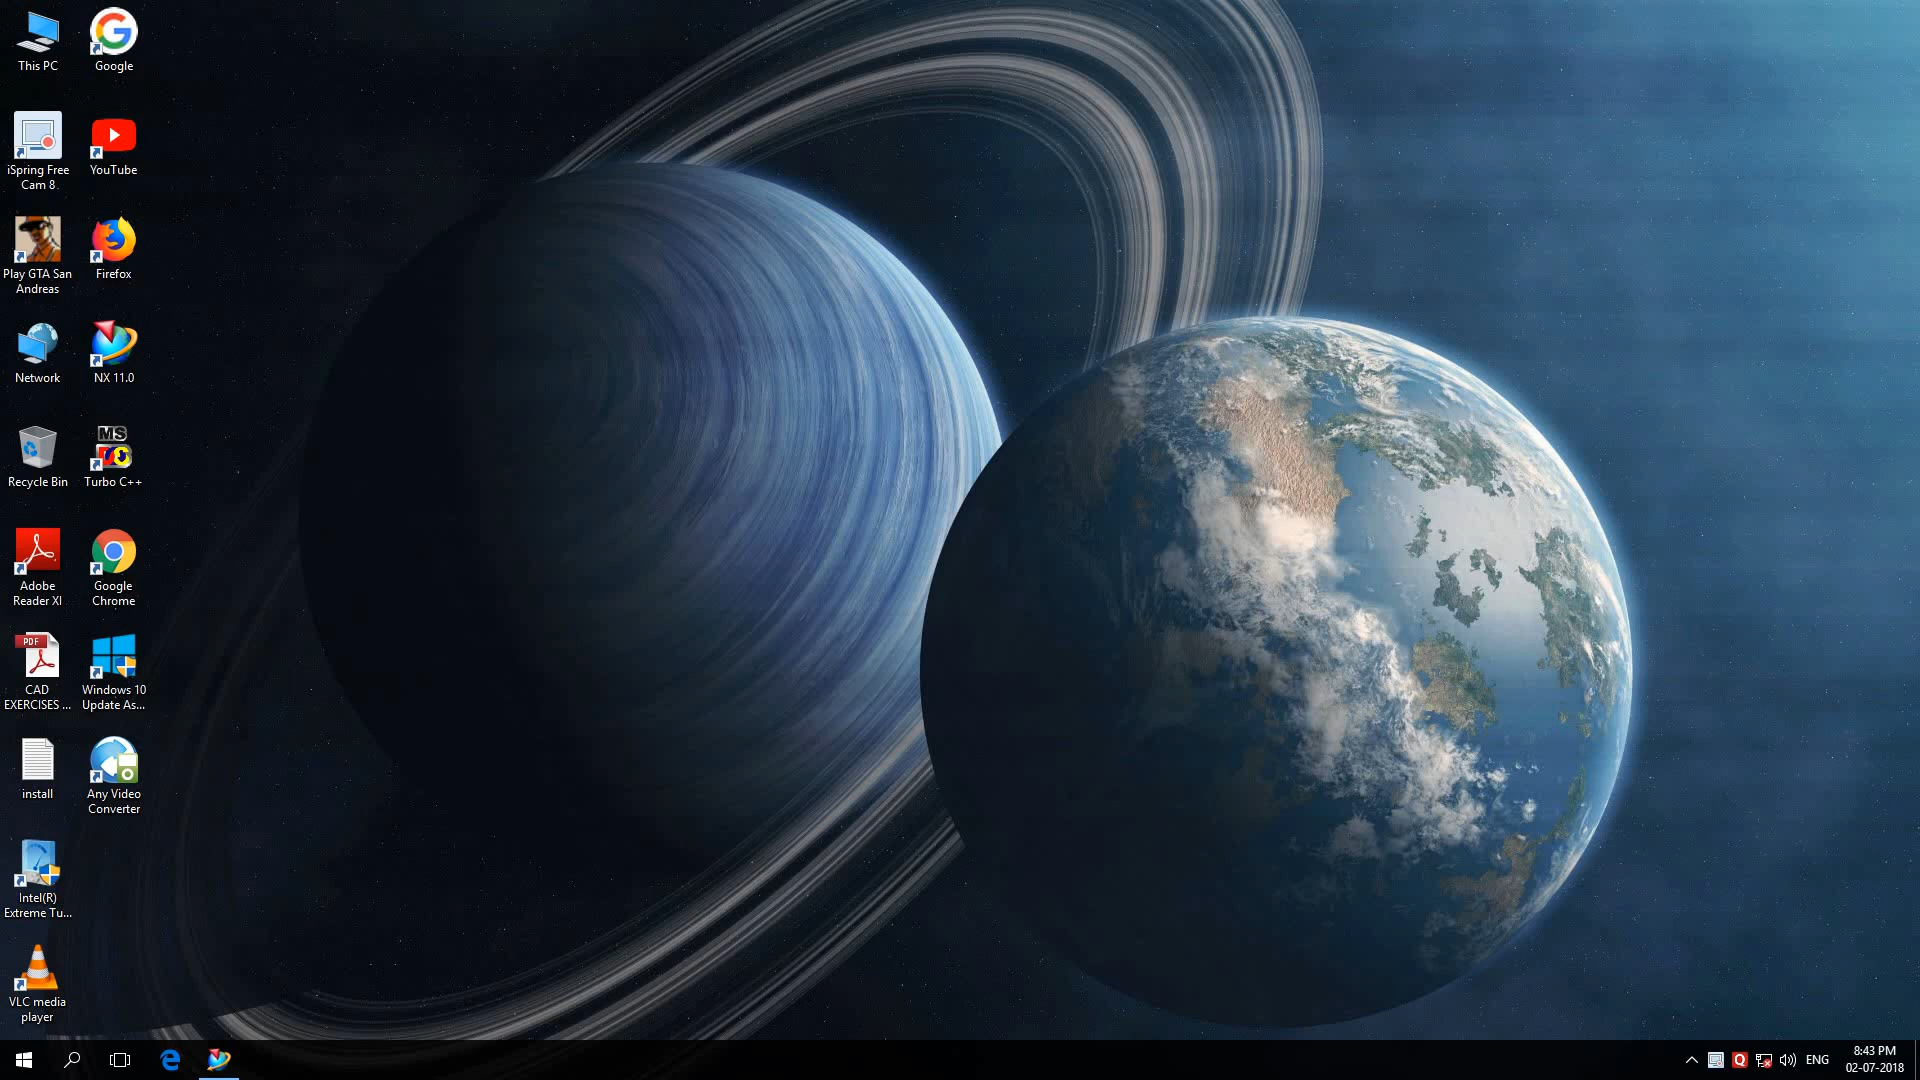 This PC
Google
iSpring Free
Cam 8
YouTube
Play GTA San
Andreas
Firefox
Network
NX 11.0
Recycle Bin
MS
Turbo C++
Adobe
Reader XI
Google
Chrome
PDF
CAD
EXERCISES ...
Windows 10
Update As...
install
Any Video
Converter
Intel(R)
Extreme Tu...
VLC media
player
ENG
8:43 PM
02-07-2018